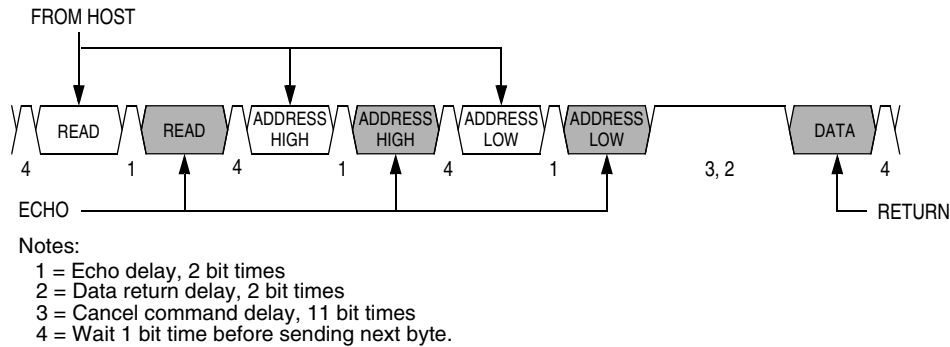 FROM HOST
READ READ ADDRESS HIGH ADDRESS HIGH ADDRESS LOW ADDRESS LOW DATA
4 1 4 1 4 1 3, 2 4
ECHO RETURN
Notes:
1 = Echo delay, 2 bit times
2 = Data return delay, 2 bit times
3 = Cancel command delay, 11 bit times
4 = Wait 1 bit time before sending next byte.